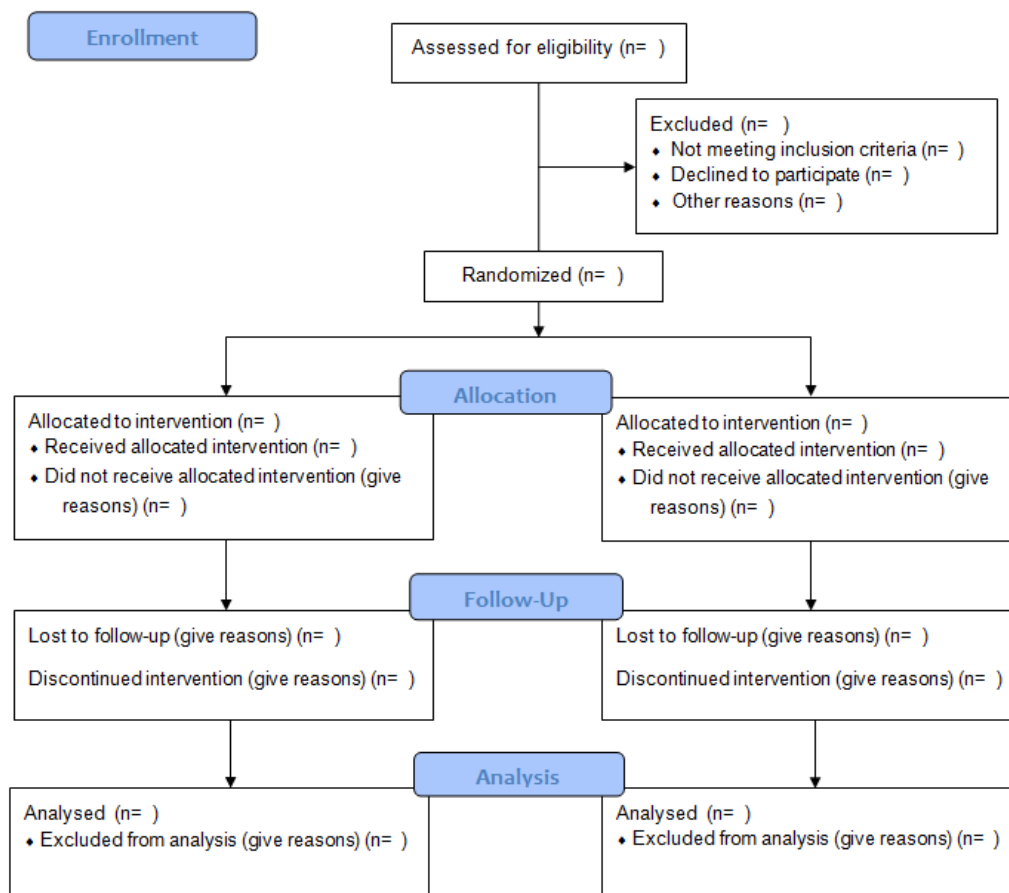 Enrollment
Assessed for eligibility (n=  )
Excluded (n=  )
⬥ Not meeting inclusion criteria (n=  )
⬥ Declined to participate (n=  )
⬥ Other reasons (n=  )
Randomized (n=  )
Allocation
Allocated to intervention (n=  )
⬥ Received allocated intervention (n=  )
⬥ Did not receive allocated intervention (give
reasons) (n=  )
Allocated to intervention (n=  )
⬥ Received allocated intervention (n=  )
⬥ Did not receive allocated intervention (give
reasons) (n=  )
Follow-Up
Lost to follow-up (give reasons) (n=  )
Discontinued intervention (give reasons) (n=  )
Lost to follow-up (give reasons) (n=  )
Discontinued intervention (give reasons) (n=  )
Analysis
Analysed (n=  )
⬥ Excluded from analysis (give reasons) (n=  )
Analysed (n=  )
⬥ Excluded from analysis (give reasons) (n=  )